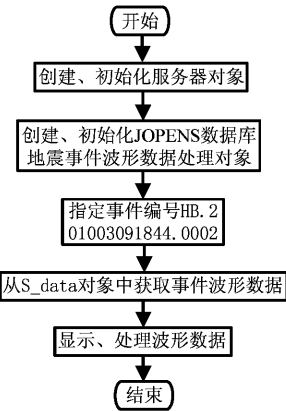 开始
创建、初始化服务器对象
创建、初始化JOPENS数据库
地震事件波形数据处理对象
指定事件编号HB.2
01003091844.0002
从S_data对象中获取事件波形数据
显示、处理波形数据
结束